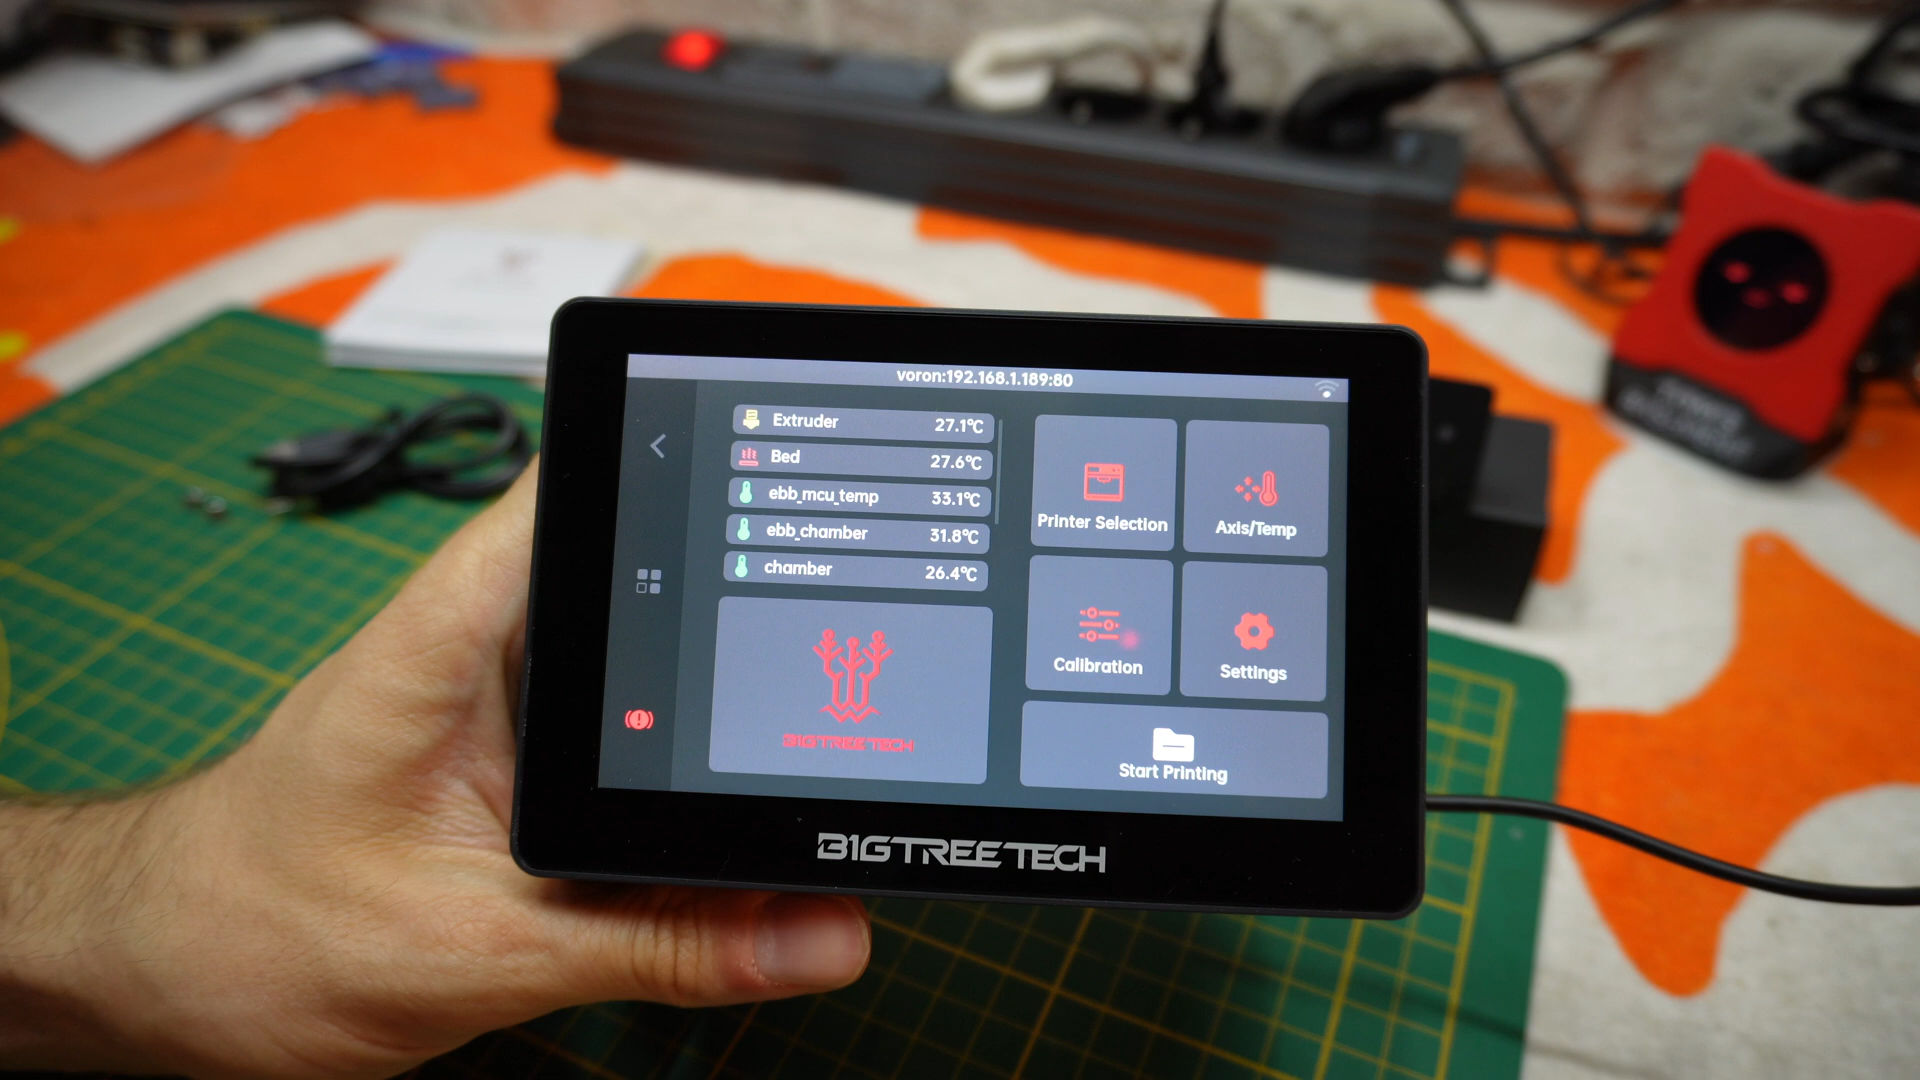 voron:192.168.1.189:80
Extruder 27.1℃
Bed 27.6℃
ebb_mcu_temp 33.1℃
ebb_chamber 31.8℃
chamber 26.4℃
BIGTREETECH
Printer Selection
Axis/Temp
Calibration
Settings
Start Printing
BIGTREETECH